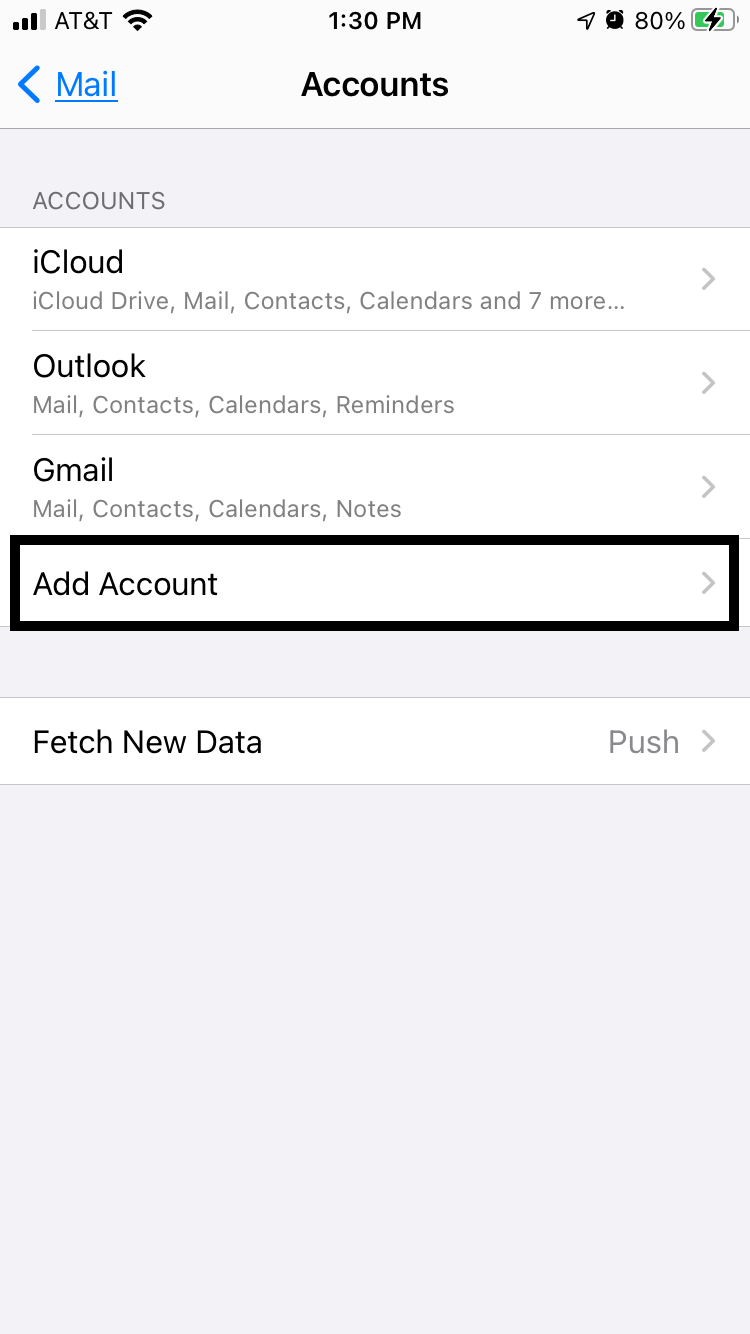 AT&T 1:30 PM 80%
Mail Accounts
ACCOUNTS
iCloud
iCloud Drive, Mail, Contacts, Calendars and 7 more...
Outlook
Mail, Contacts, Calendars, Reminders
Gmail
Mail, Contacts, Calendars, Notes
Add Account
Fetch New Data Push